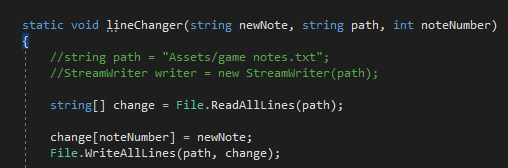 static void lineChanger(string newNote, string path, int noteNumber)
{
//string path = "Assets/game notes.txt";
//StreamWriter writer = new StreamWriter(path);
string[] change = File.ReadAllLines(path);
change[noteNumber] = newNote;
File.WriteAllLines(path, change);